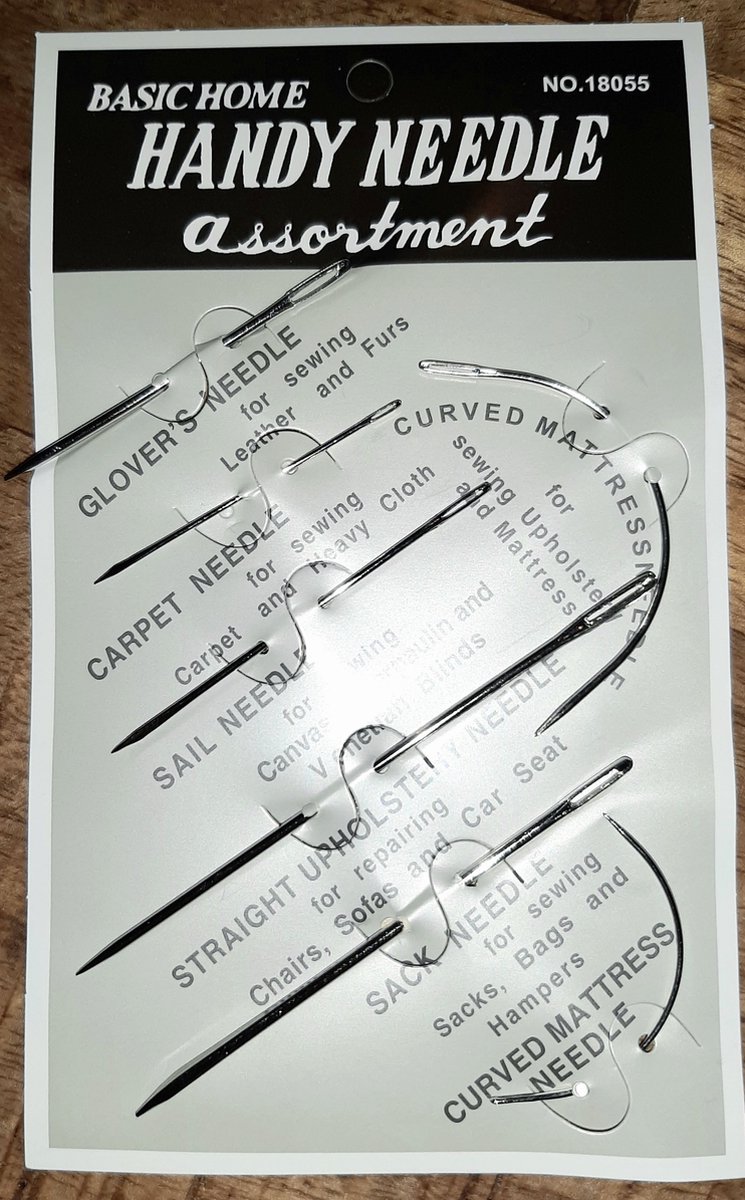 BASIC HOME
NO.18055
HANDY NEEDLE
assortment
GLOVER'S NEEDLE
for sewing
Leather and Furs
CURVED MATTRESS NEEDLE
for
sewing Upholstery
and Mattress
CARPET NEEDLE
for sewing
Carpet and Heavy Cloth
SAIL NEEDLE
for
Canvas
and
Blinds
STRAIGHT UPHOLSTERY NEEDLE
for repairing
Chairs, Sofas and Car Seat
SACK NEEDLE
for sewing
Sacks, Bags and
Hampers
CURVED MATTRESS
NEEDLE